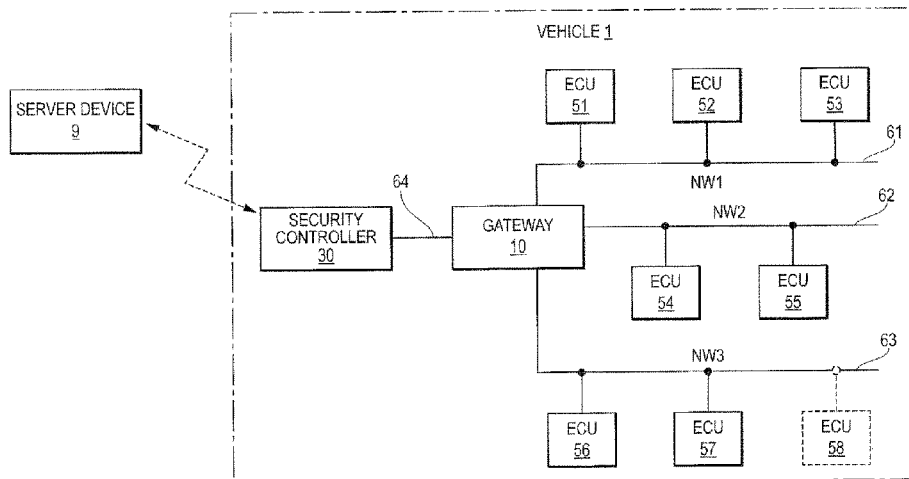 VEHICLE 1
SERVER DEVICE
9
ECU
51
ECU
52
ECU
53
61
NW1
64
62
SECURITY
CONTROLLER
30
GATEWAY
10
NW2
ECU
54
ECU
55
63
NW3
ECU
56
ECU
57
ECU
58